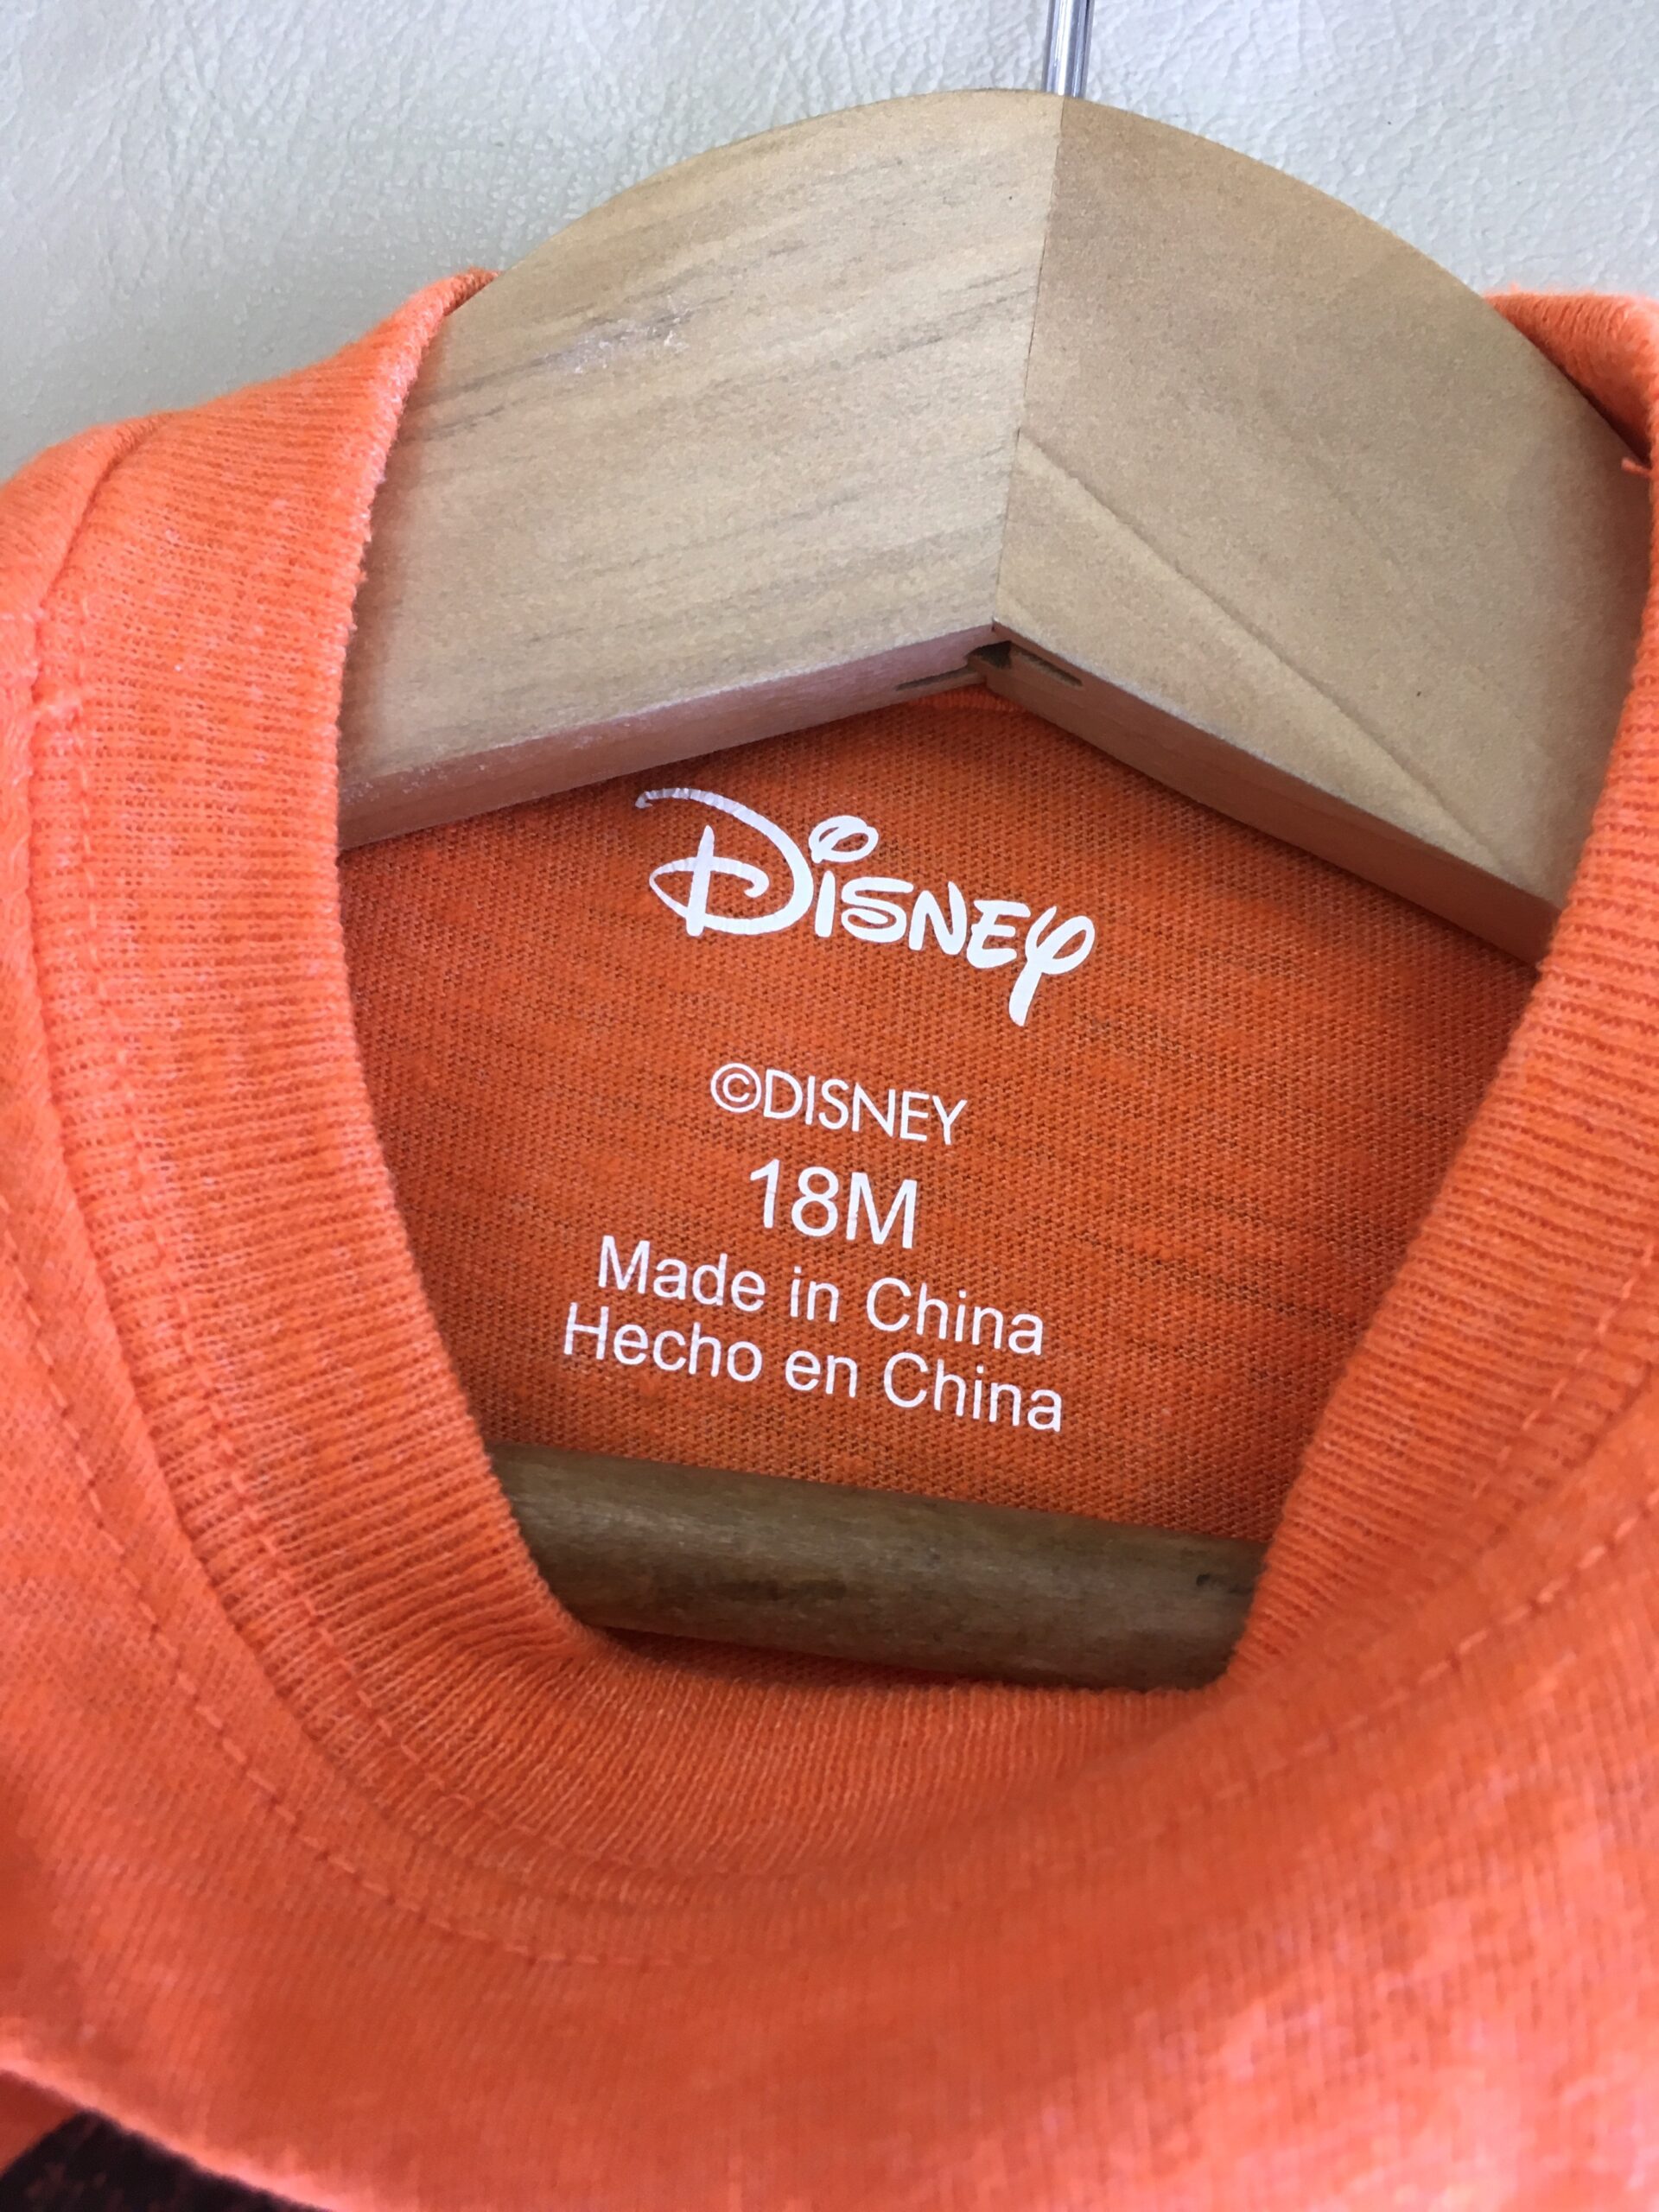 Disney
©DISNEY
18M
Made in China
Hecho en China